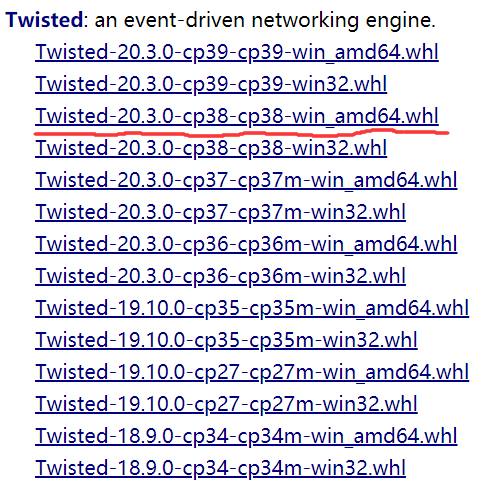 Twisted: an event-driven networking engine.
Twisted-20.3.0-cp39-cp39-win_amd64.whl
Twisted-20.3.0-cp39-cp39-win32.whl
Twisted-20.3.0-cp38-cp38-win_amd64.whl
Twisted-20.3.0-cp38-cp38-win32.whl
Twisted-20.3.0-cp37-cp37m-win_amd64.whl
Twisted-20.3.0-cp37-cp37m-win32.whl
Twisted-20.3.0-cp36-cp36m-win_amd64.whl
Twisted-20.3.0-cp36-cp36m-win32.whl
Twisted-19.10.0-cp35-cp35m-win_amd64.whl
Twisted-19.10.0-cp35-cp35m-win32.whl
Twisted-19.10.0-cp27-cp27m-win_amd64.whl
Twisted-19.10.0-cp27-cp27m-win32.whl
Twisted-18.9.0-cp34-cp34m-win_amd64.whl
Twisted-18.9.0-cp34-cp34m-win32.whl